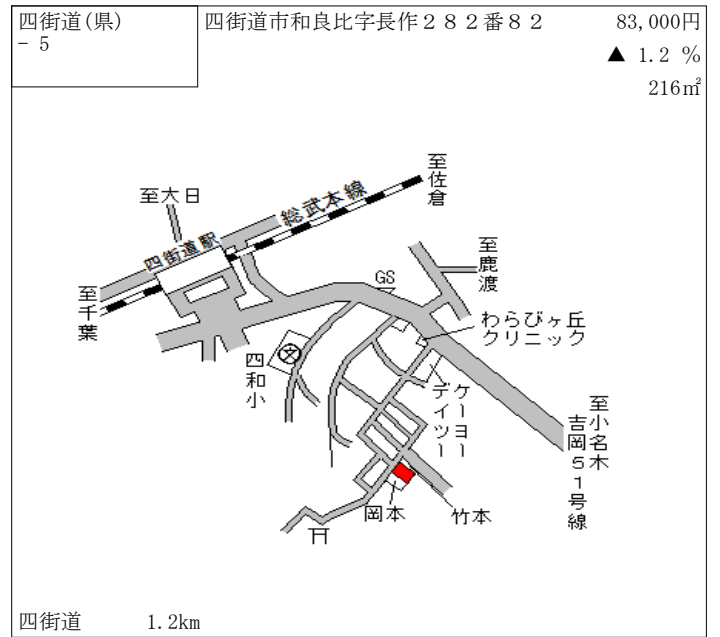 四街道(県)
- 5
四街道市和良比字長作２８２番８２
83,000円
▲ 1.2 %
216㎡
至佐倉
至大日
総武本線
四街道駅
至鹿渡
GS
至千葉
わらびヶ丘
クリニック
四和小
ケーヨー
デイツー
至小名木
吉岡５１号線
岡本
竹本
四街道
1.2km